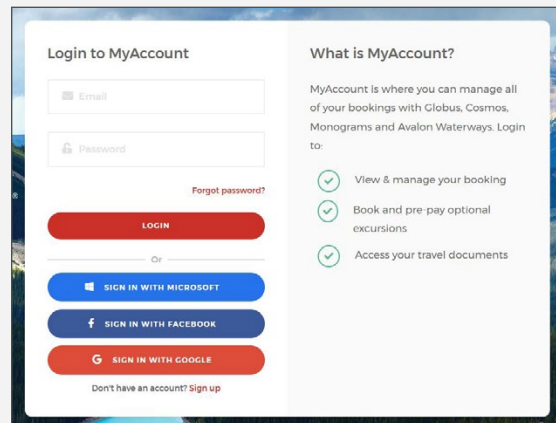 Login to MyAccount
Email
Password
Forgot password?
LOGIN
Or
SIGN IN WITH MICROSOFT
SIGN IN WITH FACEBOOK
SIGN IN WITH GOOGLE
Don't have an account? Sign up
What is MyAccount?
MyAccount is where you can manage all
of your bookings with Globus, Cosmos,
Monograms and Avalon Waterways. Login
to:
View & manage your booking
Book and pre-pay optional
excursions
Access your travel documents